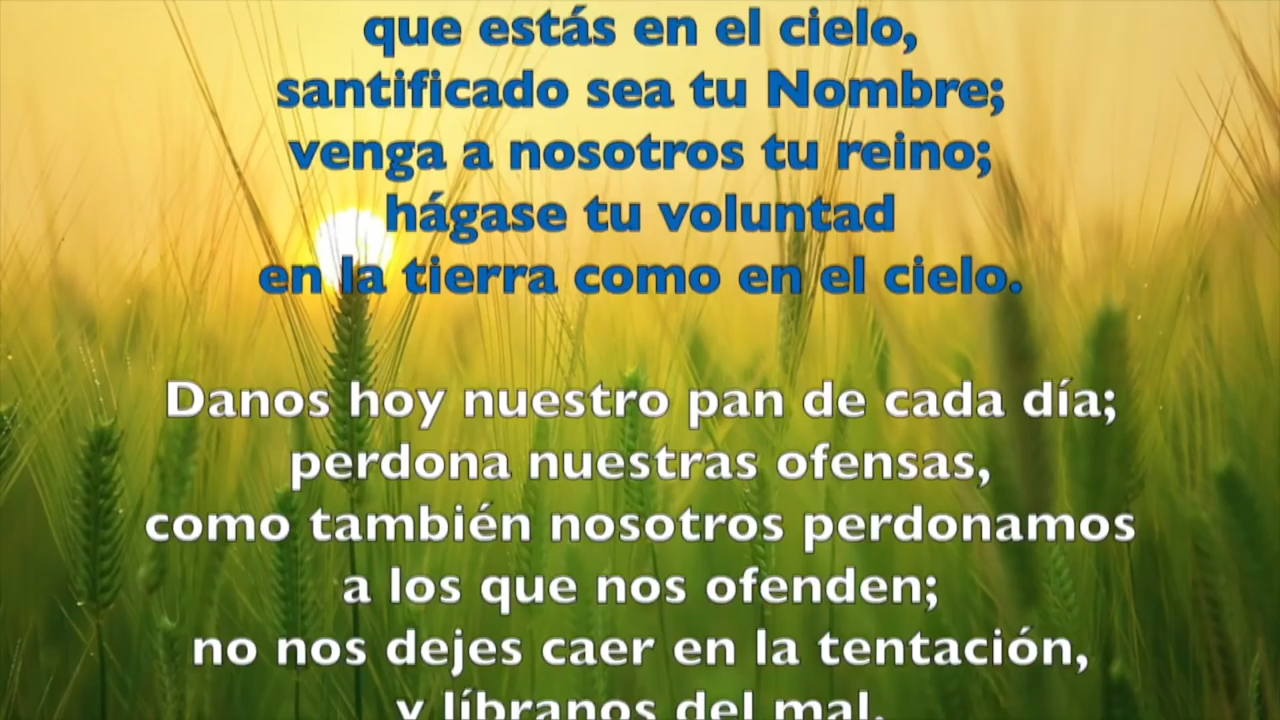 que estás en el cielo,
santificado sea tu Nombre;
venga a nosotros tu reino;
hágase tu voluntad
en la tierra como en el cielo.
Danos hoy nuestro pan de cada día;
perdona nuestras ofensas,
como también nosotros perdonamos
a los que nos ofenden;
no nos dejes caer en la tentación,
y líbranos del mal.